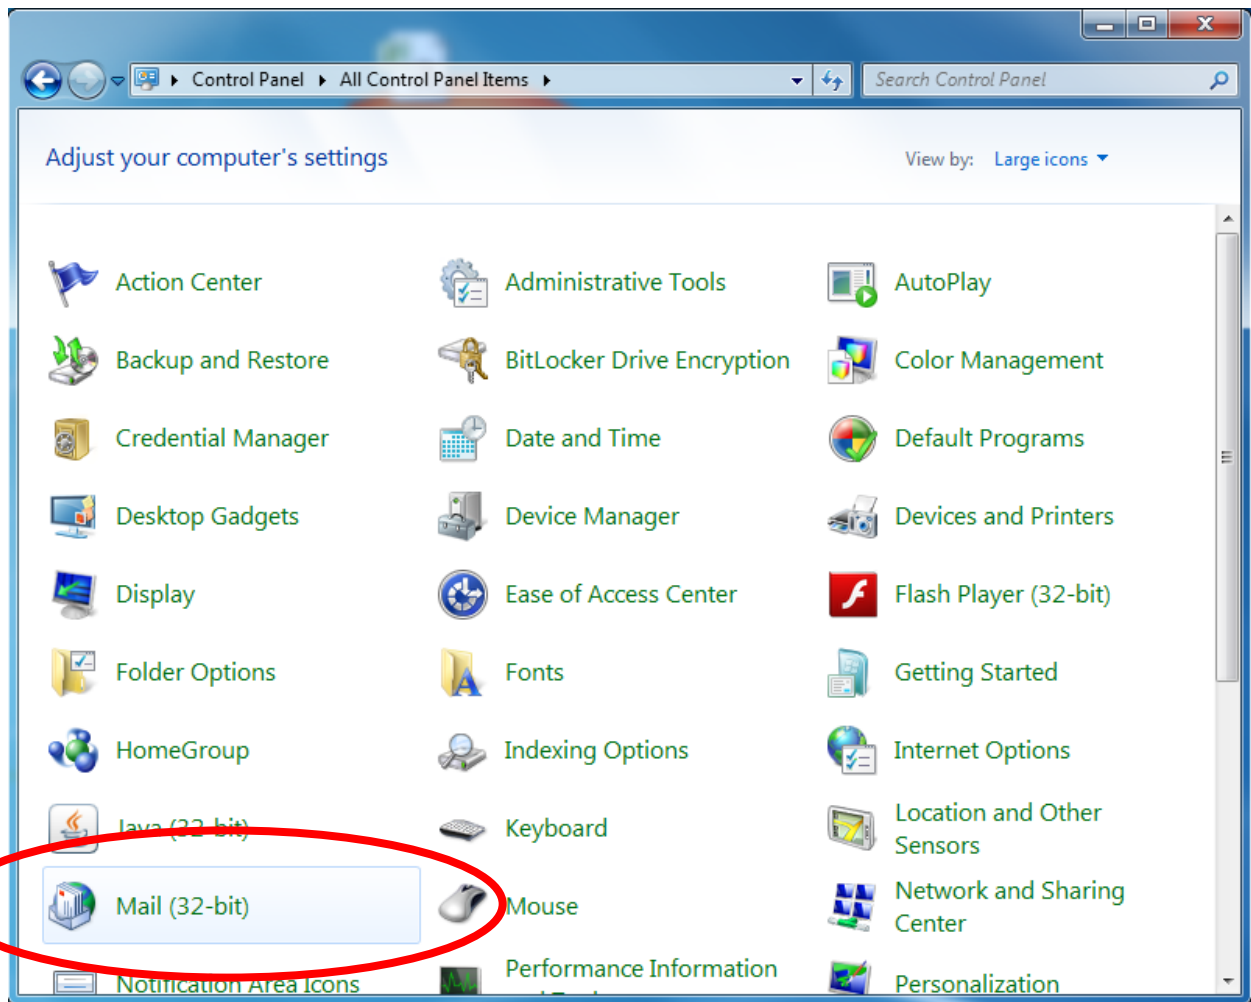 Control Panel All Control Panel Items Search Control Panel
Adjust your computer's settings View by: Large icons
Action Center Administrative Tools AutoPlay
Backup and Restore BitLocker Drive Encryption Color Management
Credential Manager Date and Time Default Programs
Desktop Gadgets Device Manager Devices and Printers
Display Ease of Access Center Flash Player (32-bit)
Folder Options Fonts Getting Started
HomeGroup Indexing Options Internet Options
Java (32-bit) Keyboard Location and Other
Sensors
Mail (32-bit) Mouse Network and Sharing
Center
Notification Area Icons Performance Information Personalization